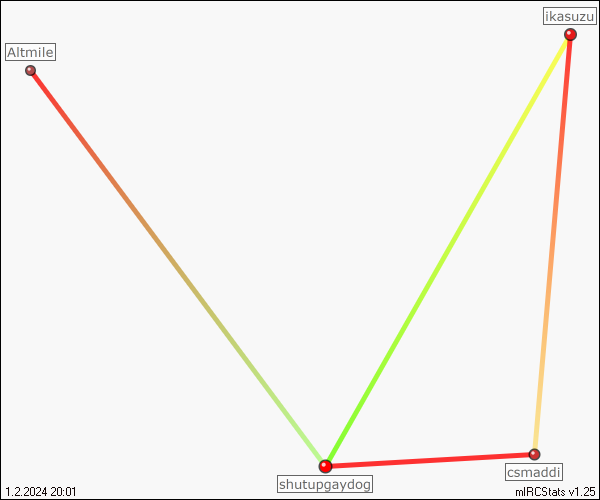 ikasuzu
Altmile
csmaddi
shutupgaydog
1.2.2024 20:01
mIRCStats v1.25